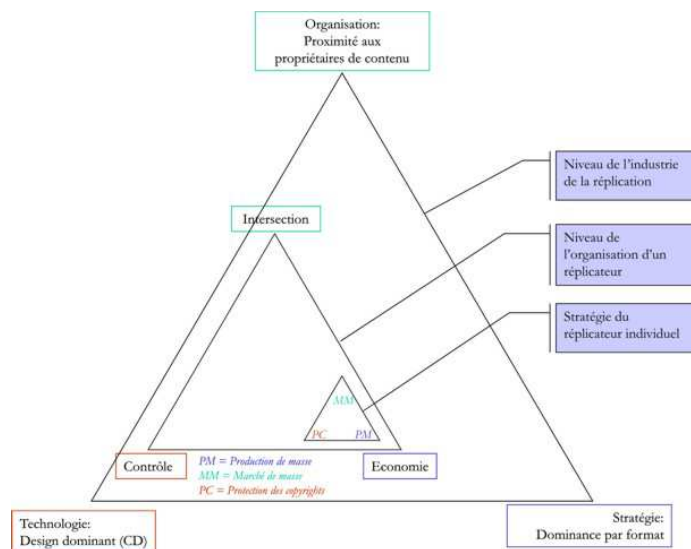 Organisation:
Proximité aux
propriétaires de contenu
Niveau de l'industrie
de la réplication
Intersection
Niveau de
l'organisation d'un
réplicateur
Stratégie du
réplicateur individuel
MM
PC
PM
Contrôle
PM = Production de masse
MM = Marché de masse
PC = Protection des copyrights
Economie
Technologie:
Design dominant (CD)
Stratégie:
Dominance par format